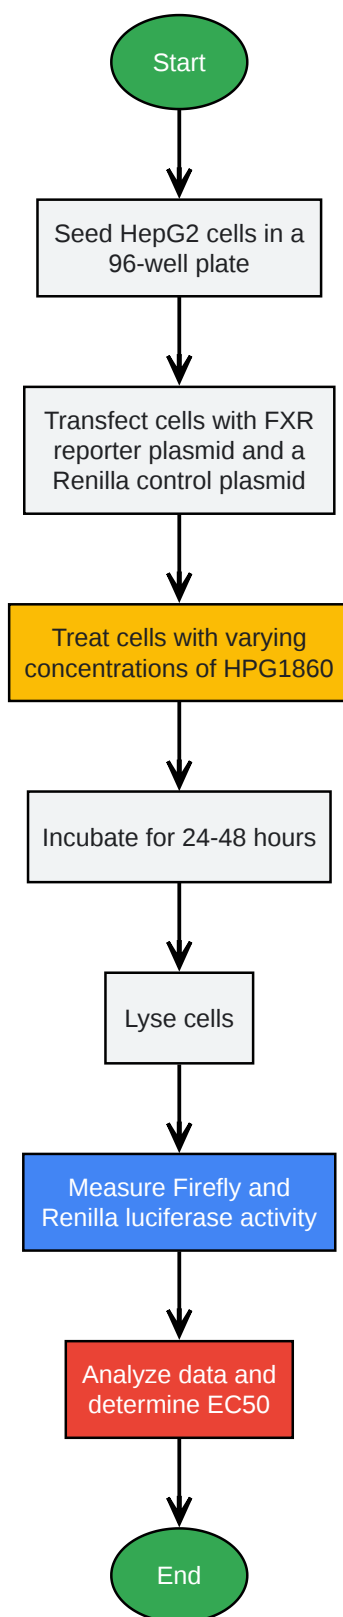 Start
Seed HepG2 cells in a
96-well plate
Transfect cells with FXR
reporter plasmid and a
Renilla control plasmid
Treat cells with varying
concentrations of HPG1860
Incubate for 24-48 hours
Lyse cells
Measure Firefly and
Renilla luciferase activity
Analyze data and
determine EC50
End